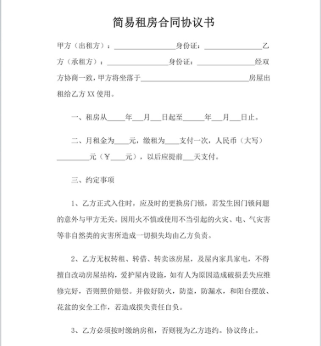 简易租房合同协议书
甲方（出租方）：________________身份证：________________乙
方（承租方）：________________身份证：________________经双
方协商一致，甲方将坐落于________________________房屋出
租给乙方 XX 使用。
一、租房从_____年___月___日起至_____年___月___日止。
二、月租金为____元，缴租为____支付一次，人民币（大写）
__________元（￥_____元），以后应提前___天支付。
三、约定事项
1、乙方正式入住时，应及时的更换房门锁，若发生因门锁问题
的意外与甲方无关。因用火不慎或使用不当引起的火灾、电、气灾害
等非自然类的灾害所造成一切损失均由乙方负责。
2、乙方无权转租、转借、转卖该房屋，及屋内家具家电，不得
擅自改动房屋结构，爱护屋内设施，如有人为原因造成破损丢失应维
修完好，否则照价赔偿。并做好防火，防盗，防漏水，和阳台摆放、
花盆的安全工作，若造成损失责任自负。
3、乙方必须按时缴纳房租，否则视为乙方违约。协议终止。